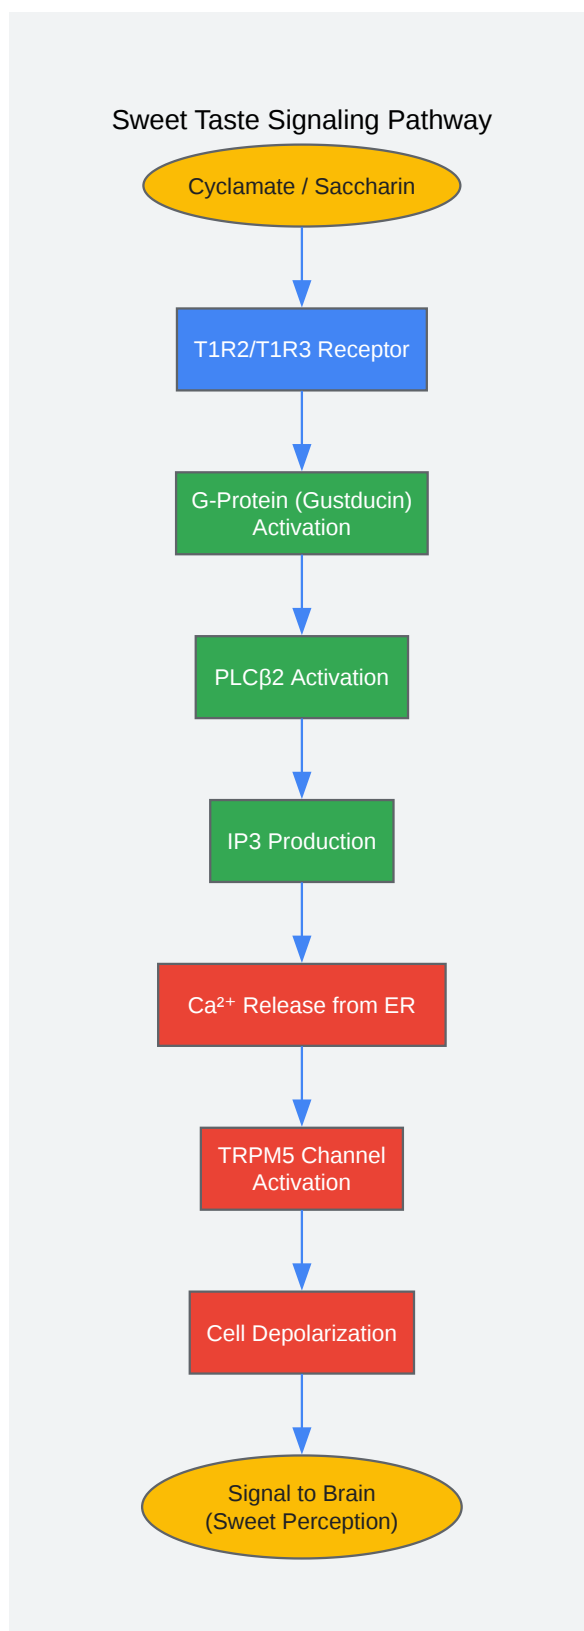 Sweet Taste Signaling Pathway
Cyclamate / Saccharin
T1R2/T1R3 Receptor
G-Protein (Gustducin)
Activation
PLCβ2 Activation
IP3 Production
Ca²⁺ Release from ER
TRPM5 Channel
Activation
Cell Depolarization
Signal to Brain
(Sweet Perception)